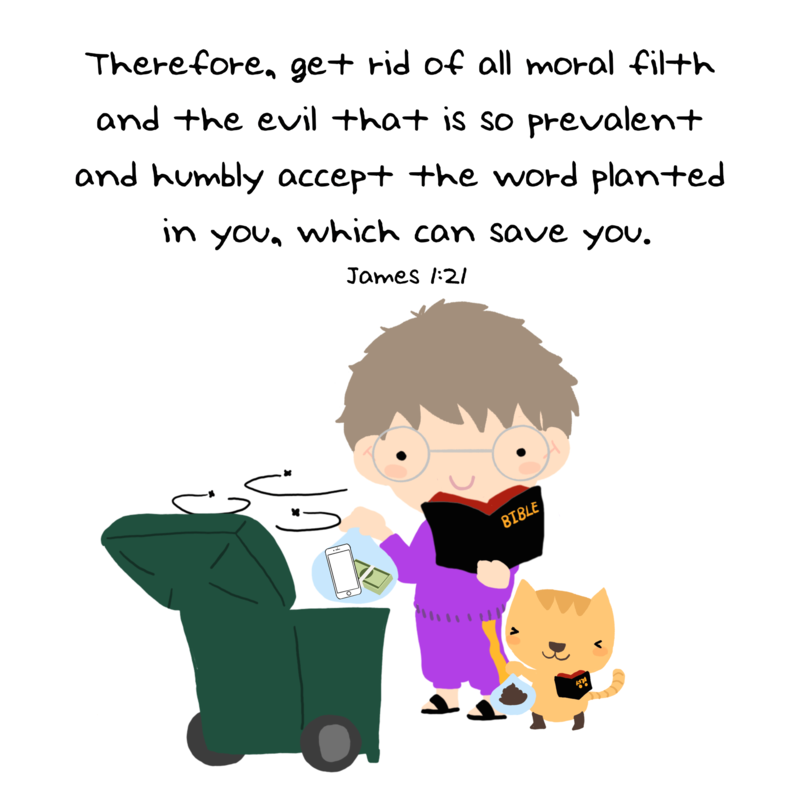 Therefore, get rid of all moral filth
and the evil that is so prevalent
and humbly accept the word planted
in you, which can save you.
James 1:21
BIBLE